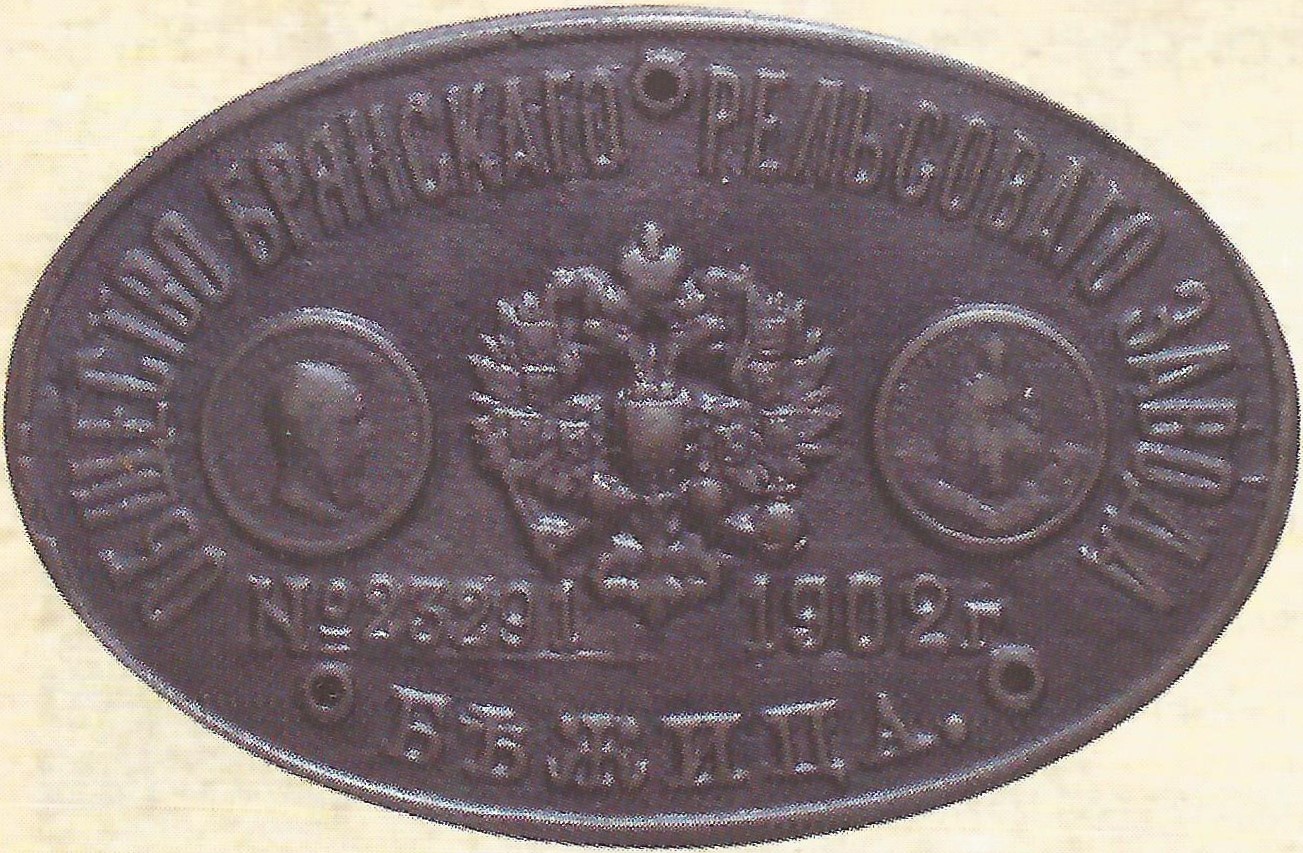 ОБЩЕСТВО БРЯНСКАГО РЕЛЬСОВАГО ЗАВОДА
№23291 1902г.
БѢЖИЦА.